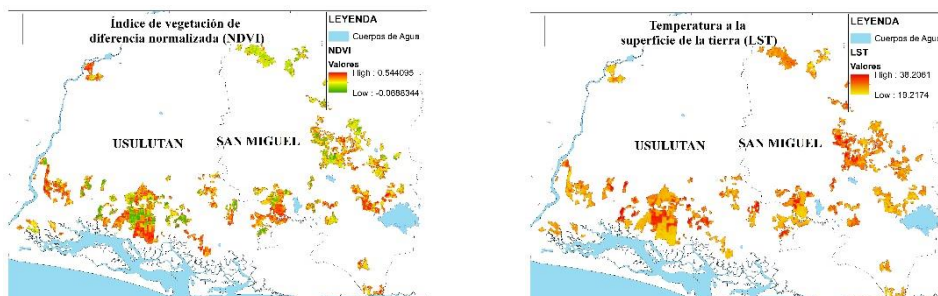 Índice de vegetación de
diferencia normalizada (NDVI)
LEYENDA
Cuerpos de Agua
NDVI
Valores
High : 0.544095
Low : -0.0688344
USULUTAN
SAN MIGUEL
Temperatura a la
superficie de la tierra (LST)
LEYENDA
Cuerpos de Agua
LST
Valores
High : 38.2061
Low : 19.2174
USULUTAN
SAN MIGUEL